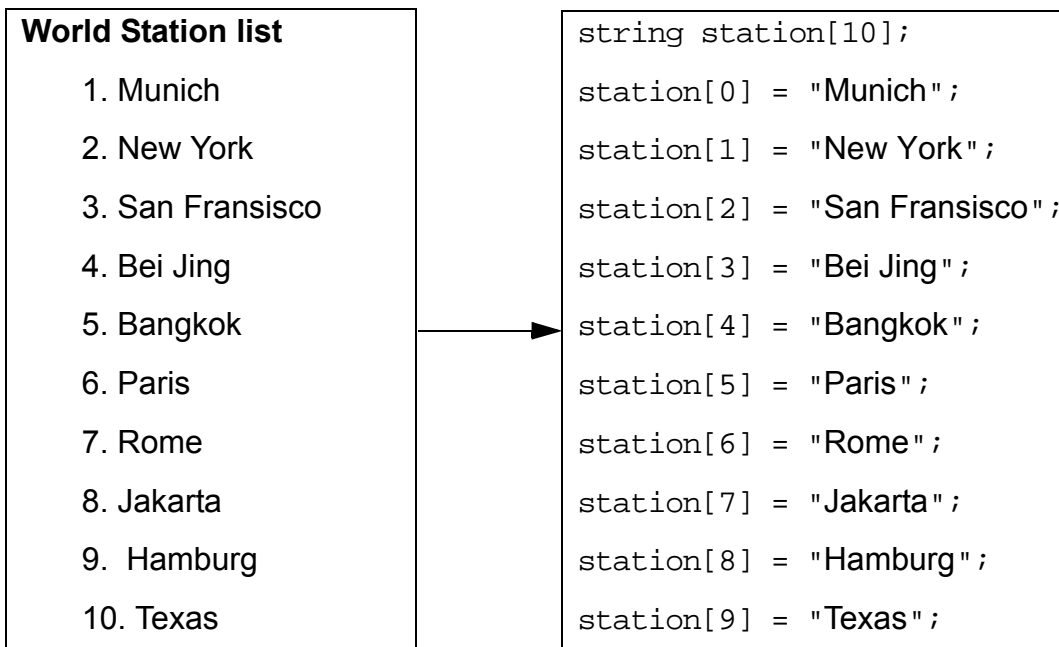 World Station list
1. Munich
2. New York
3. San Fransisco
4. Bei Jing
5. Bangkok
6. Paris
7. Rome
8. Jakarta
9. Hamburg
10. Texas
string station[10];
station[0] = "Munich";
station[1] = "New York";
station[2] = "San Fransisco";
station[3] = "Bei Jing";
station[4] = "Bangkok";
station[5] = "Paris";
station[6] = "Rome";
station[7] = "Jakarta";
station[8] = "Hamburg";
station[9] = "Texas";